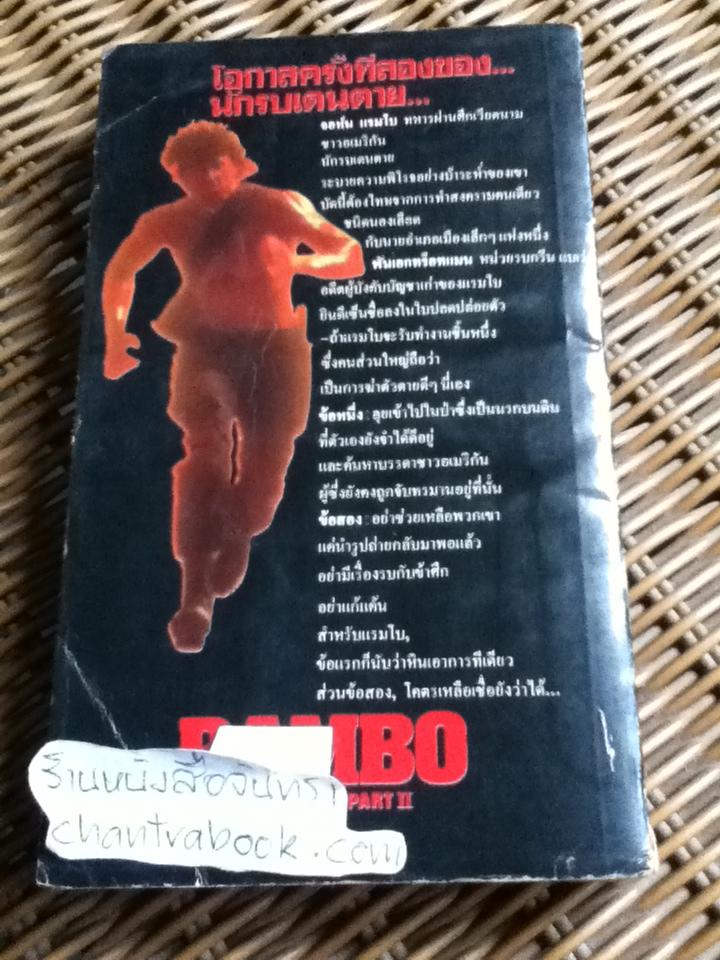 โอกาสครั้งที่สองของ...
นักรบเดนตาย...
จอห์น แรมโบ ทหารผ่านศึกเวียดนาม
ชาวอเมริกัน
นักรบเดนตาย
ระบายความพิโรธอย่างบ้าระห่ำของเขา
บัดนี้ต้องโทษจากการทำสงครามคนเดียว
ชนิดนองเลือด
กับนายอำเภอเมืองเล็กๆ แห่งหนึ่ง
พันเอกทร็อทแมน หน่วยรบกรีน
อดีตผู้บังคับบัญชาเก่าของแรมโบ
ยินดีเซ็นชื่อลงในใบปลดปล่อยตัว
-ถ้าแรมโบจะรับทำงานชิ้นหนึ่ง
ซึ่งคนส่วนใหญ่ถือว่า
เป็นการฆ่าตัวตายดีๆ นี่เอง
ข้อหนึ่ง : ลุยเข้าไปในป่าซึ่งเป็นนรกบนดิน
ที่ตัวเองยังจำได้ดีอยู่
และค้นหาบรรดาชาวอเมริกัน
ผู้ซึ่งยังคงถูกจับทรมานอยู่ที่นั่น
ข้อสอง : อย่าช่วยเหลือพวกเขา
แค่นำรูปถ่ายกลับมาพอแล้ว
อย่ามีเรื่องรบกับข้าศึก
อย่าแก้แค้น
สำหรับแรมโบ,
ข้อแรกก็นับว่าหินเอาการทีเดียว
ส่วนข้อสอง, โคตรเหลือเชื่อยังว่าได้...
RAMBO
PART II
ร้านหนังสือจันทรา
chantrabook.com